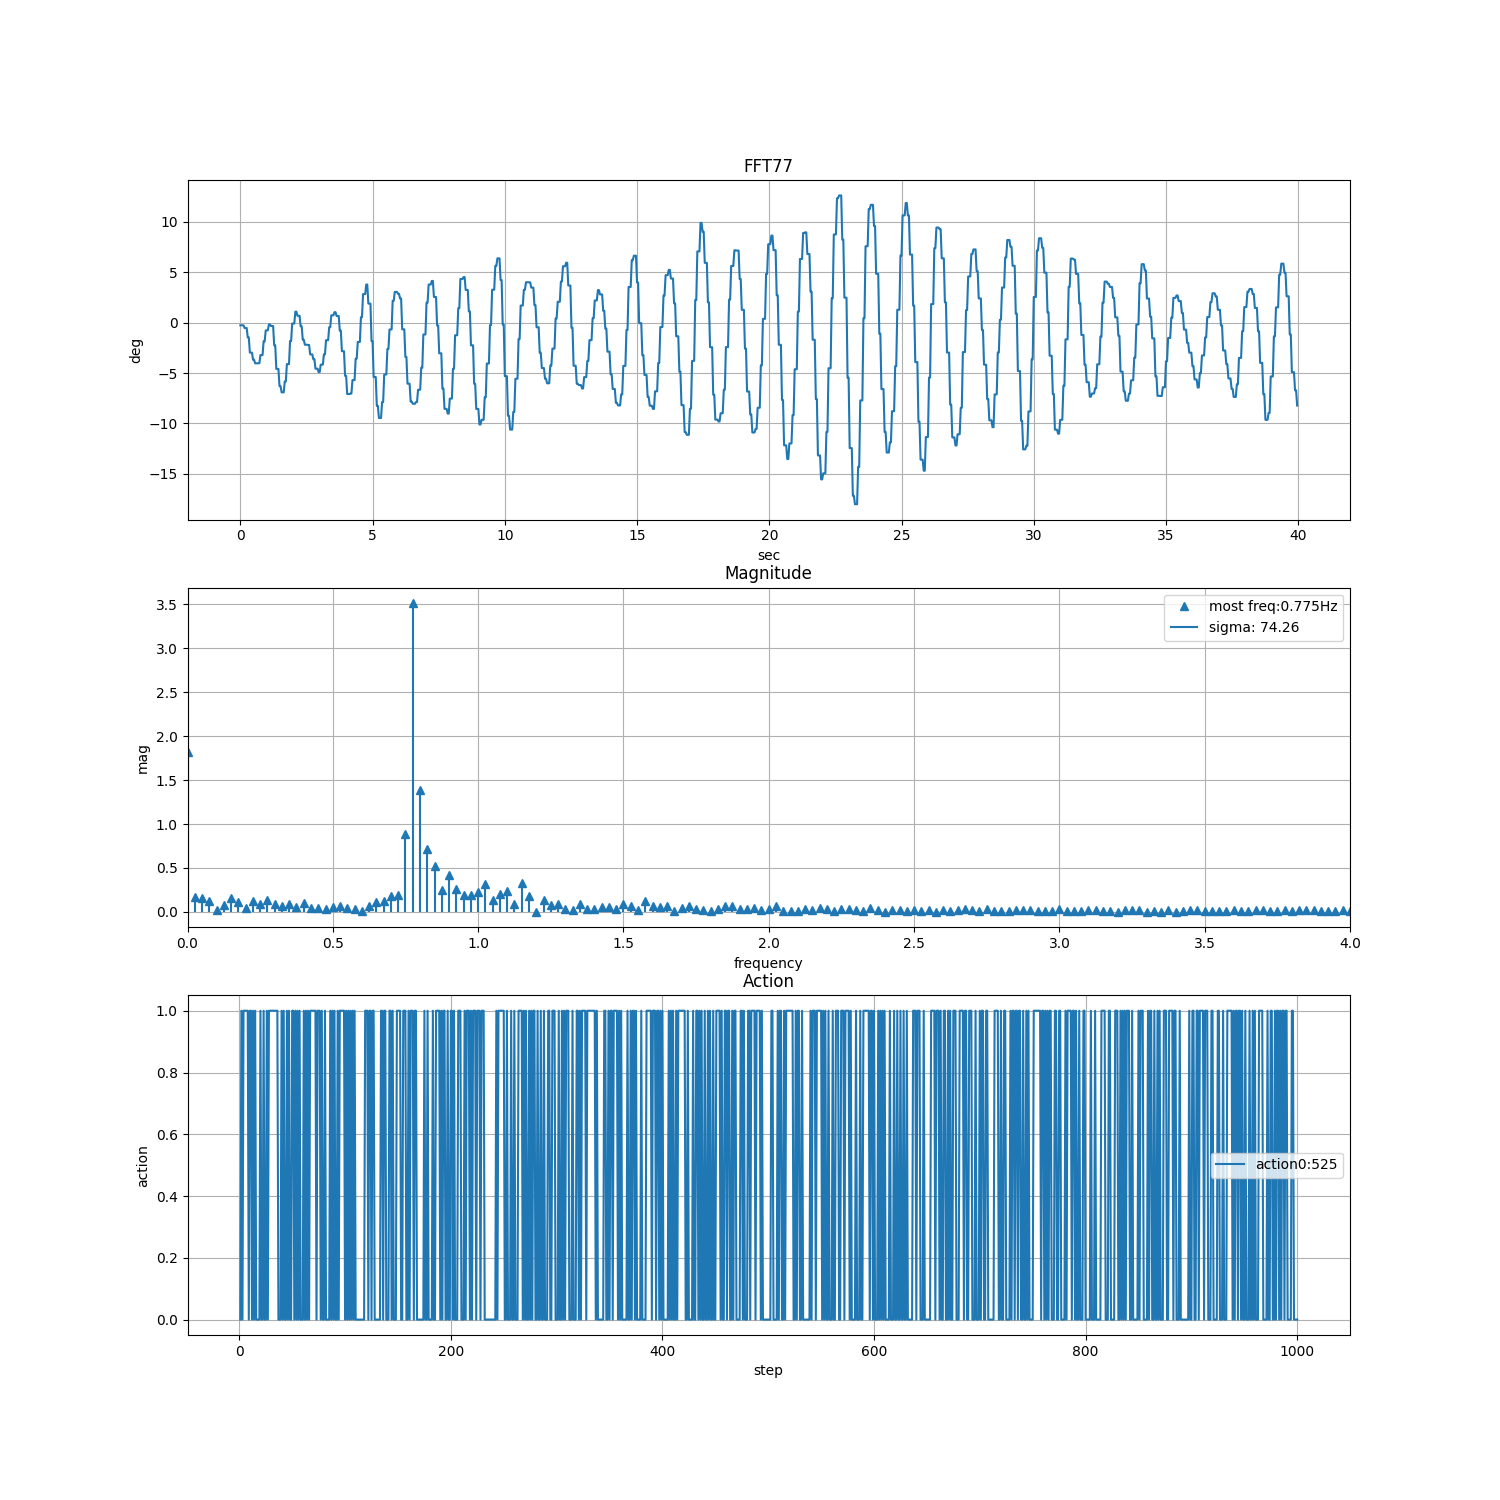 FFT77
10
5
0
−5
−10
−15
deg
0 5 10 15 20 25 30 35 40
sec
Magnitude
3.5
3.0
2.5
2.0
1.5
1.0
0.5
0.0
mag
most freq:0.775Hz
sigma: 74.26
0.0 0.5 1.0 1.5 2.0 2.5 3.0 3.5 4.0
frequency
Action
1.0
0.8
0.6
0.4
0.2
0.0
action
action0:525
0 200 400 600 800 1000
step